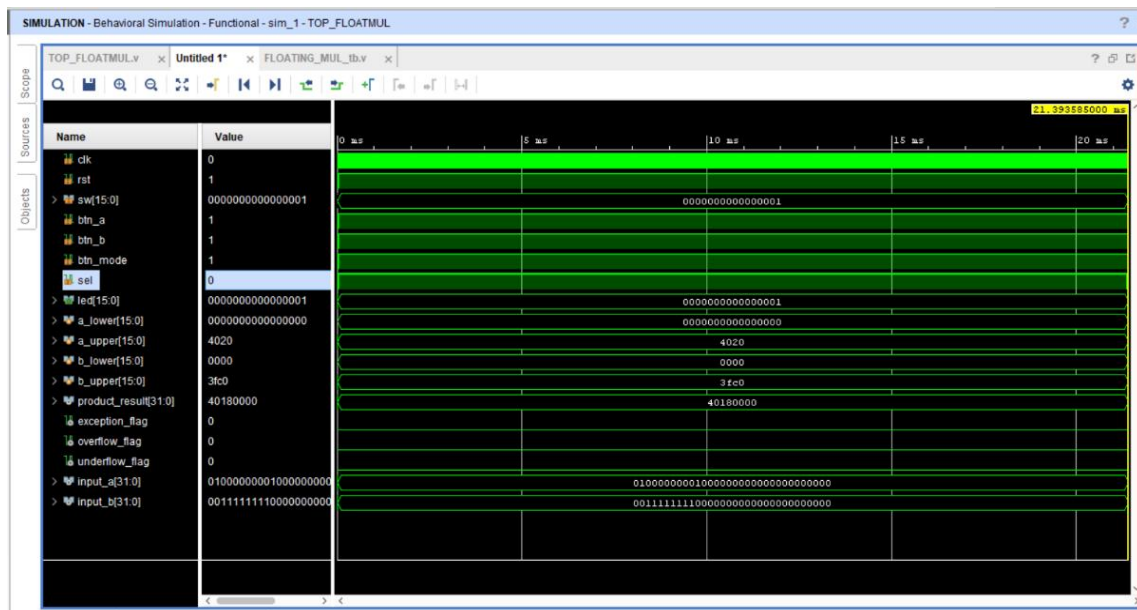 SIMULATION - Behavioral Simulation - Functional - sim_1 - TOP_FLOATMUL ?
TOP_FLOATMUL.v x Untitled 1* x FLOATING_MUL_tb.v x ?
Scope
Sources
Objects
21.393585000 ms
Name Value 0 ms 5 ms 10 ms 15 ms 20 ms
clk 0
rst 1
> sw[15:0] 0000000000000001 0000000000000001
btn_a 1
btn_b 1
btn_mode 1
sel 0
> led[15:0] 0000000000000001 0000000000000001
> a_lower[15:0] 0000000000000000 0000000000000000
> a_upper[15:0] 4020 4020
> b_lower[15:0] 0000 0000
> b_upper[15:0] 3fc0 3fc0
> product_result[31:0] 40180000 40180000
exception_flag 0
overflow_flag 0
underflow_flag 0
> input_a[31:0] 01000000001000000000 01000000001000000000000000000000
> input_b[31:0] 00111111110000000000 00111111110000000000000000000000